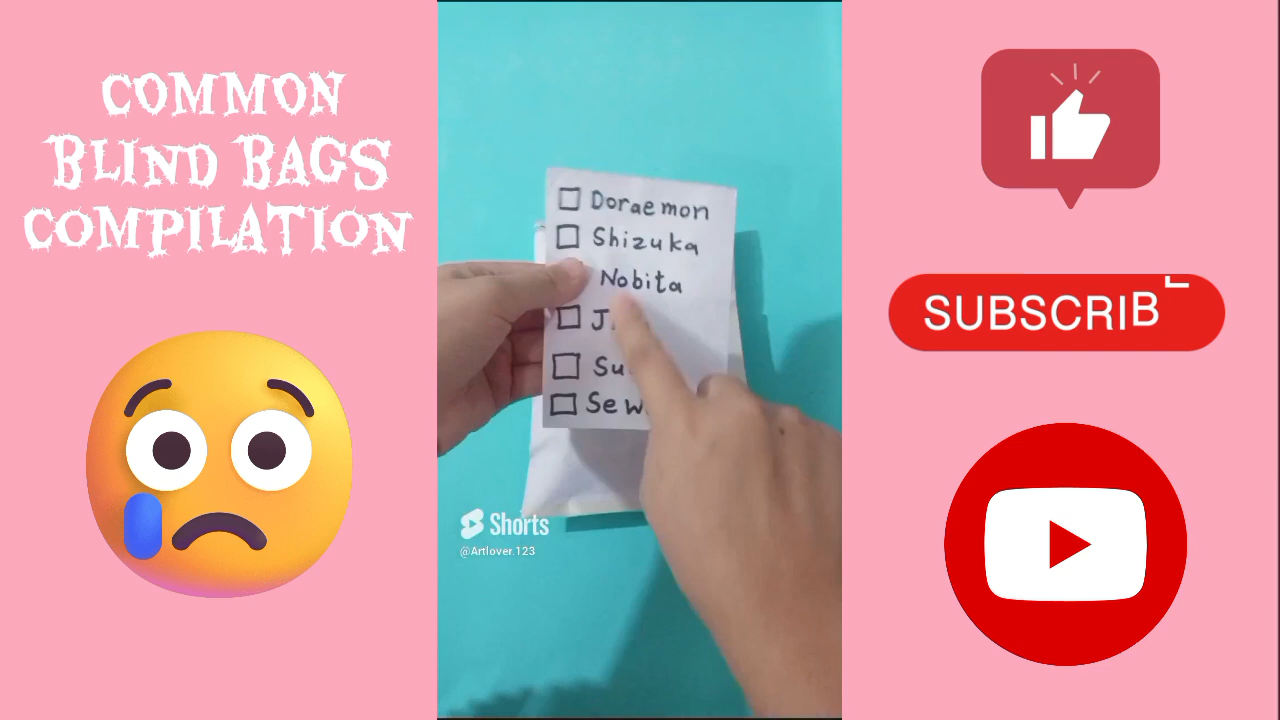 COMMON
BLIND BAGS
COMPILATION
Doraemon
Shizuka
Nobita
Shorts
@Artlover.123
SUBSCRIB